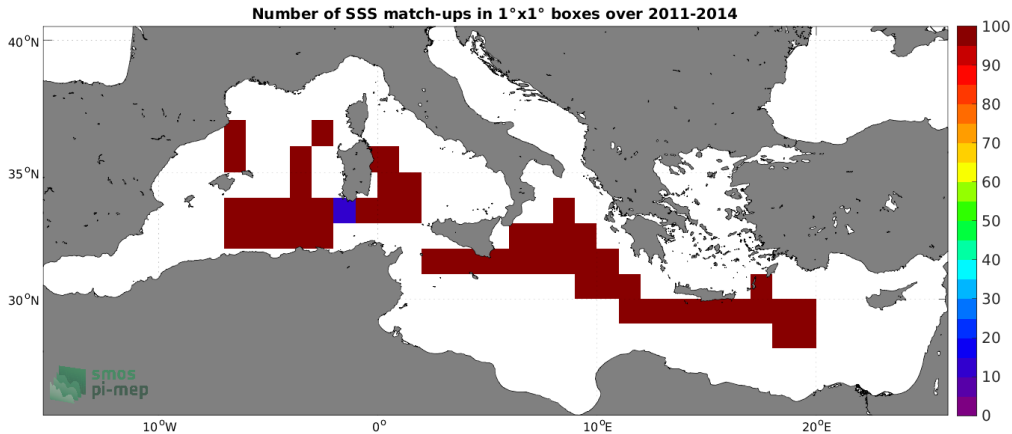 Number of SSS match-ups in 1°x1° boxes over 2011-2014
40°N
35°N
30°N
10°W
0°
10°E
20°E
100
90
80
70
60
50
40
30
20
10
0
smos
pi-mep